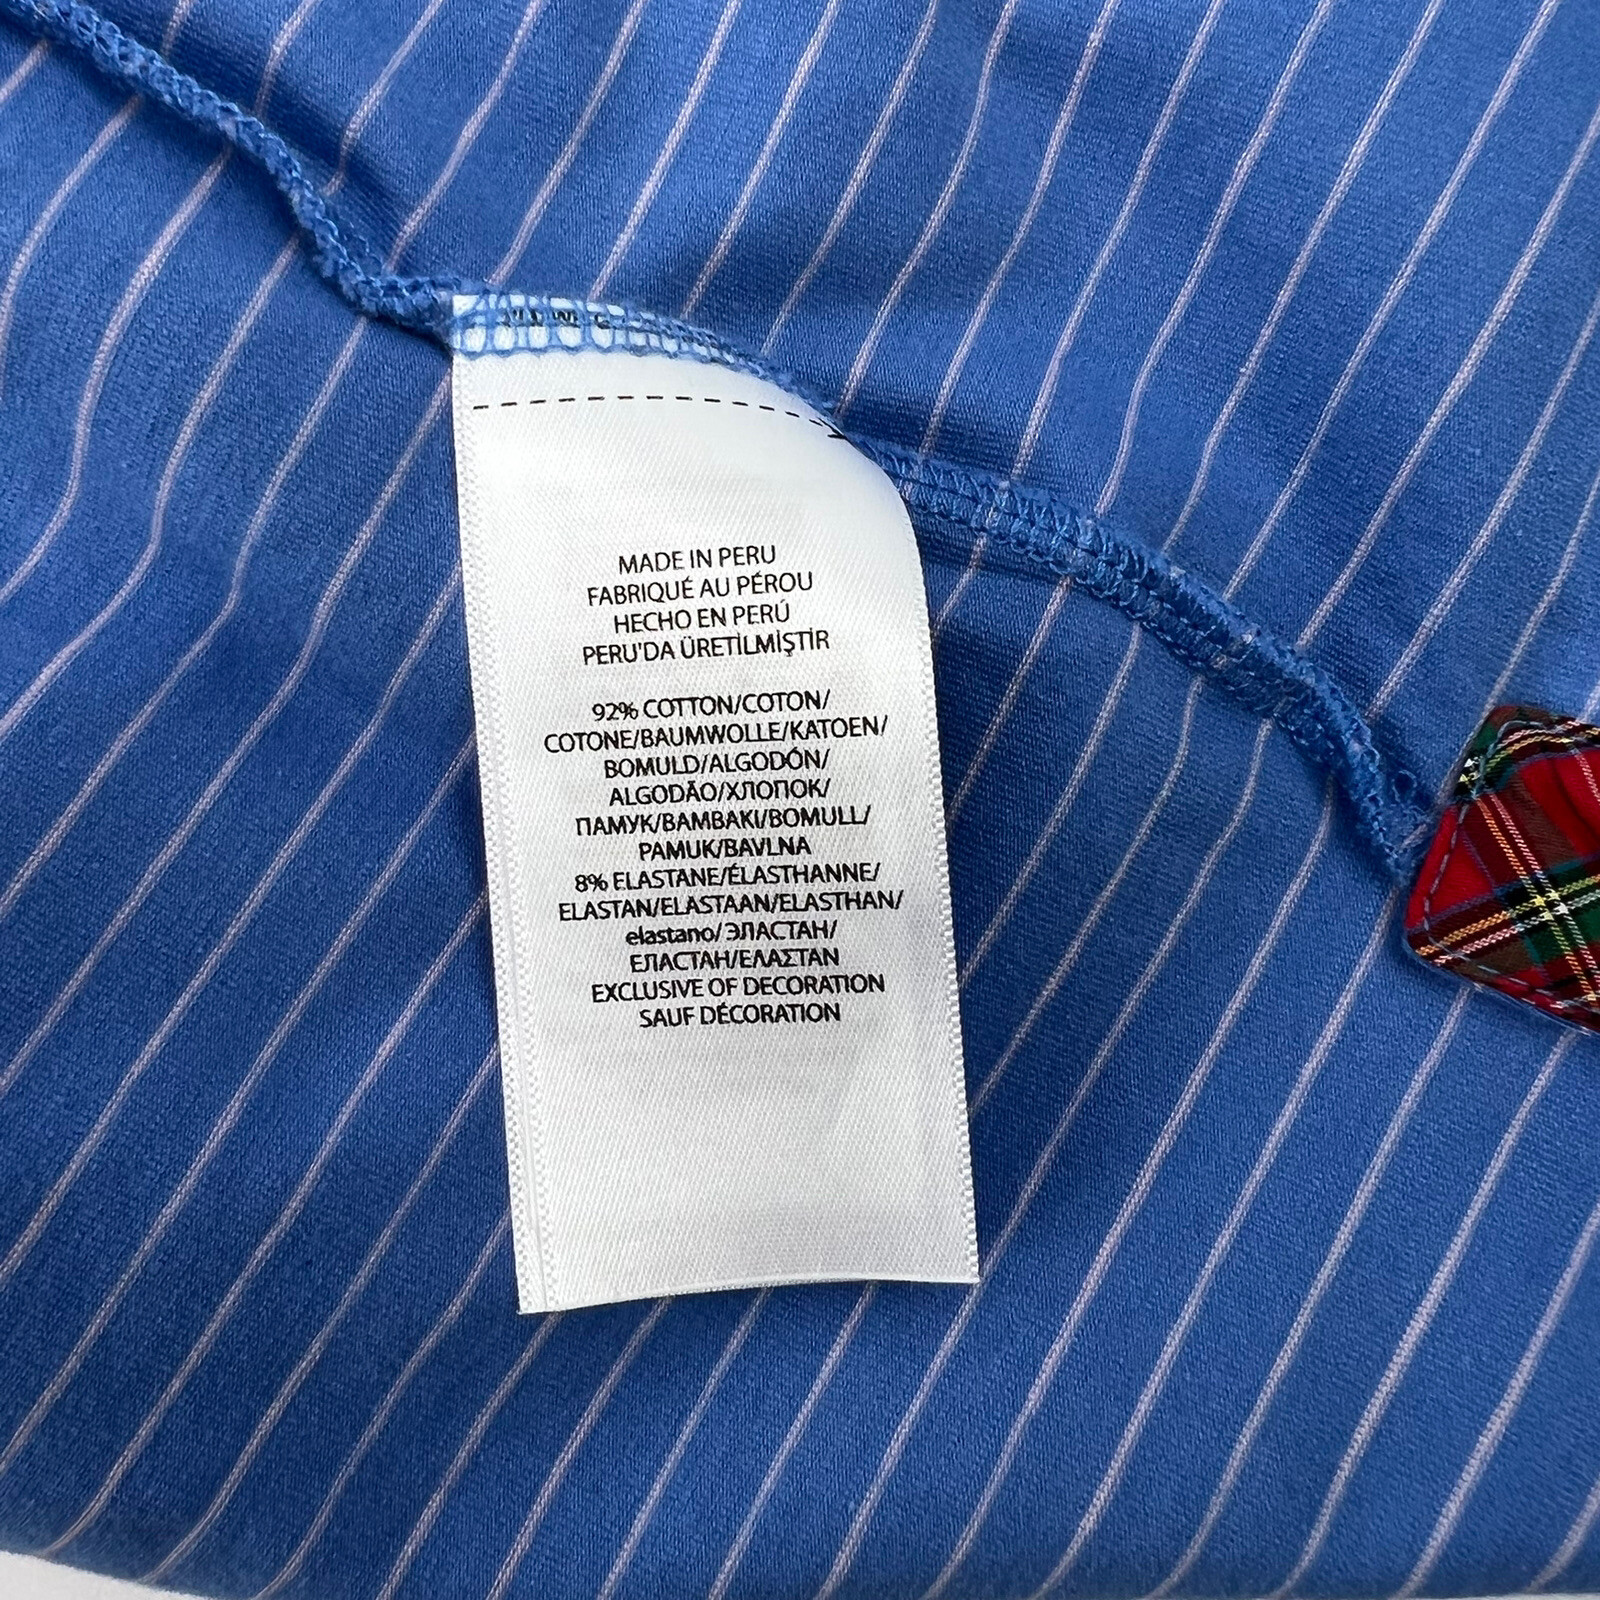 MADE IN PERU
FABRIQUÉ AU PÉROU
HECHO EN PERÚ
PERU'DA ÜRETİLMİŞTİR
92% COTTON/COTON/
COTONE/BAUMWOLLE/KATOEN/
BOMULD/ALGODÓN/
ALGODÃO/ХЛОПОК/
ПАМУК/ΒΑΜΒΑΚΙ/BOMULL/
PAMUK/BAVLNA
8% ELASTANE/ÉLASTHANNE/
ELASTAN/ELASTAAN/ELASTHAN/
elastano/ ЭЛАСТАН/
ЕЛАСТАН/ΕΛΑΣΤΑΝ
EXCLUSIVE OF DECORATION
SAUF DÉCORATION